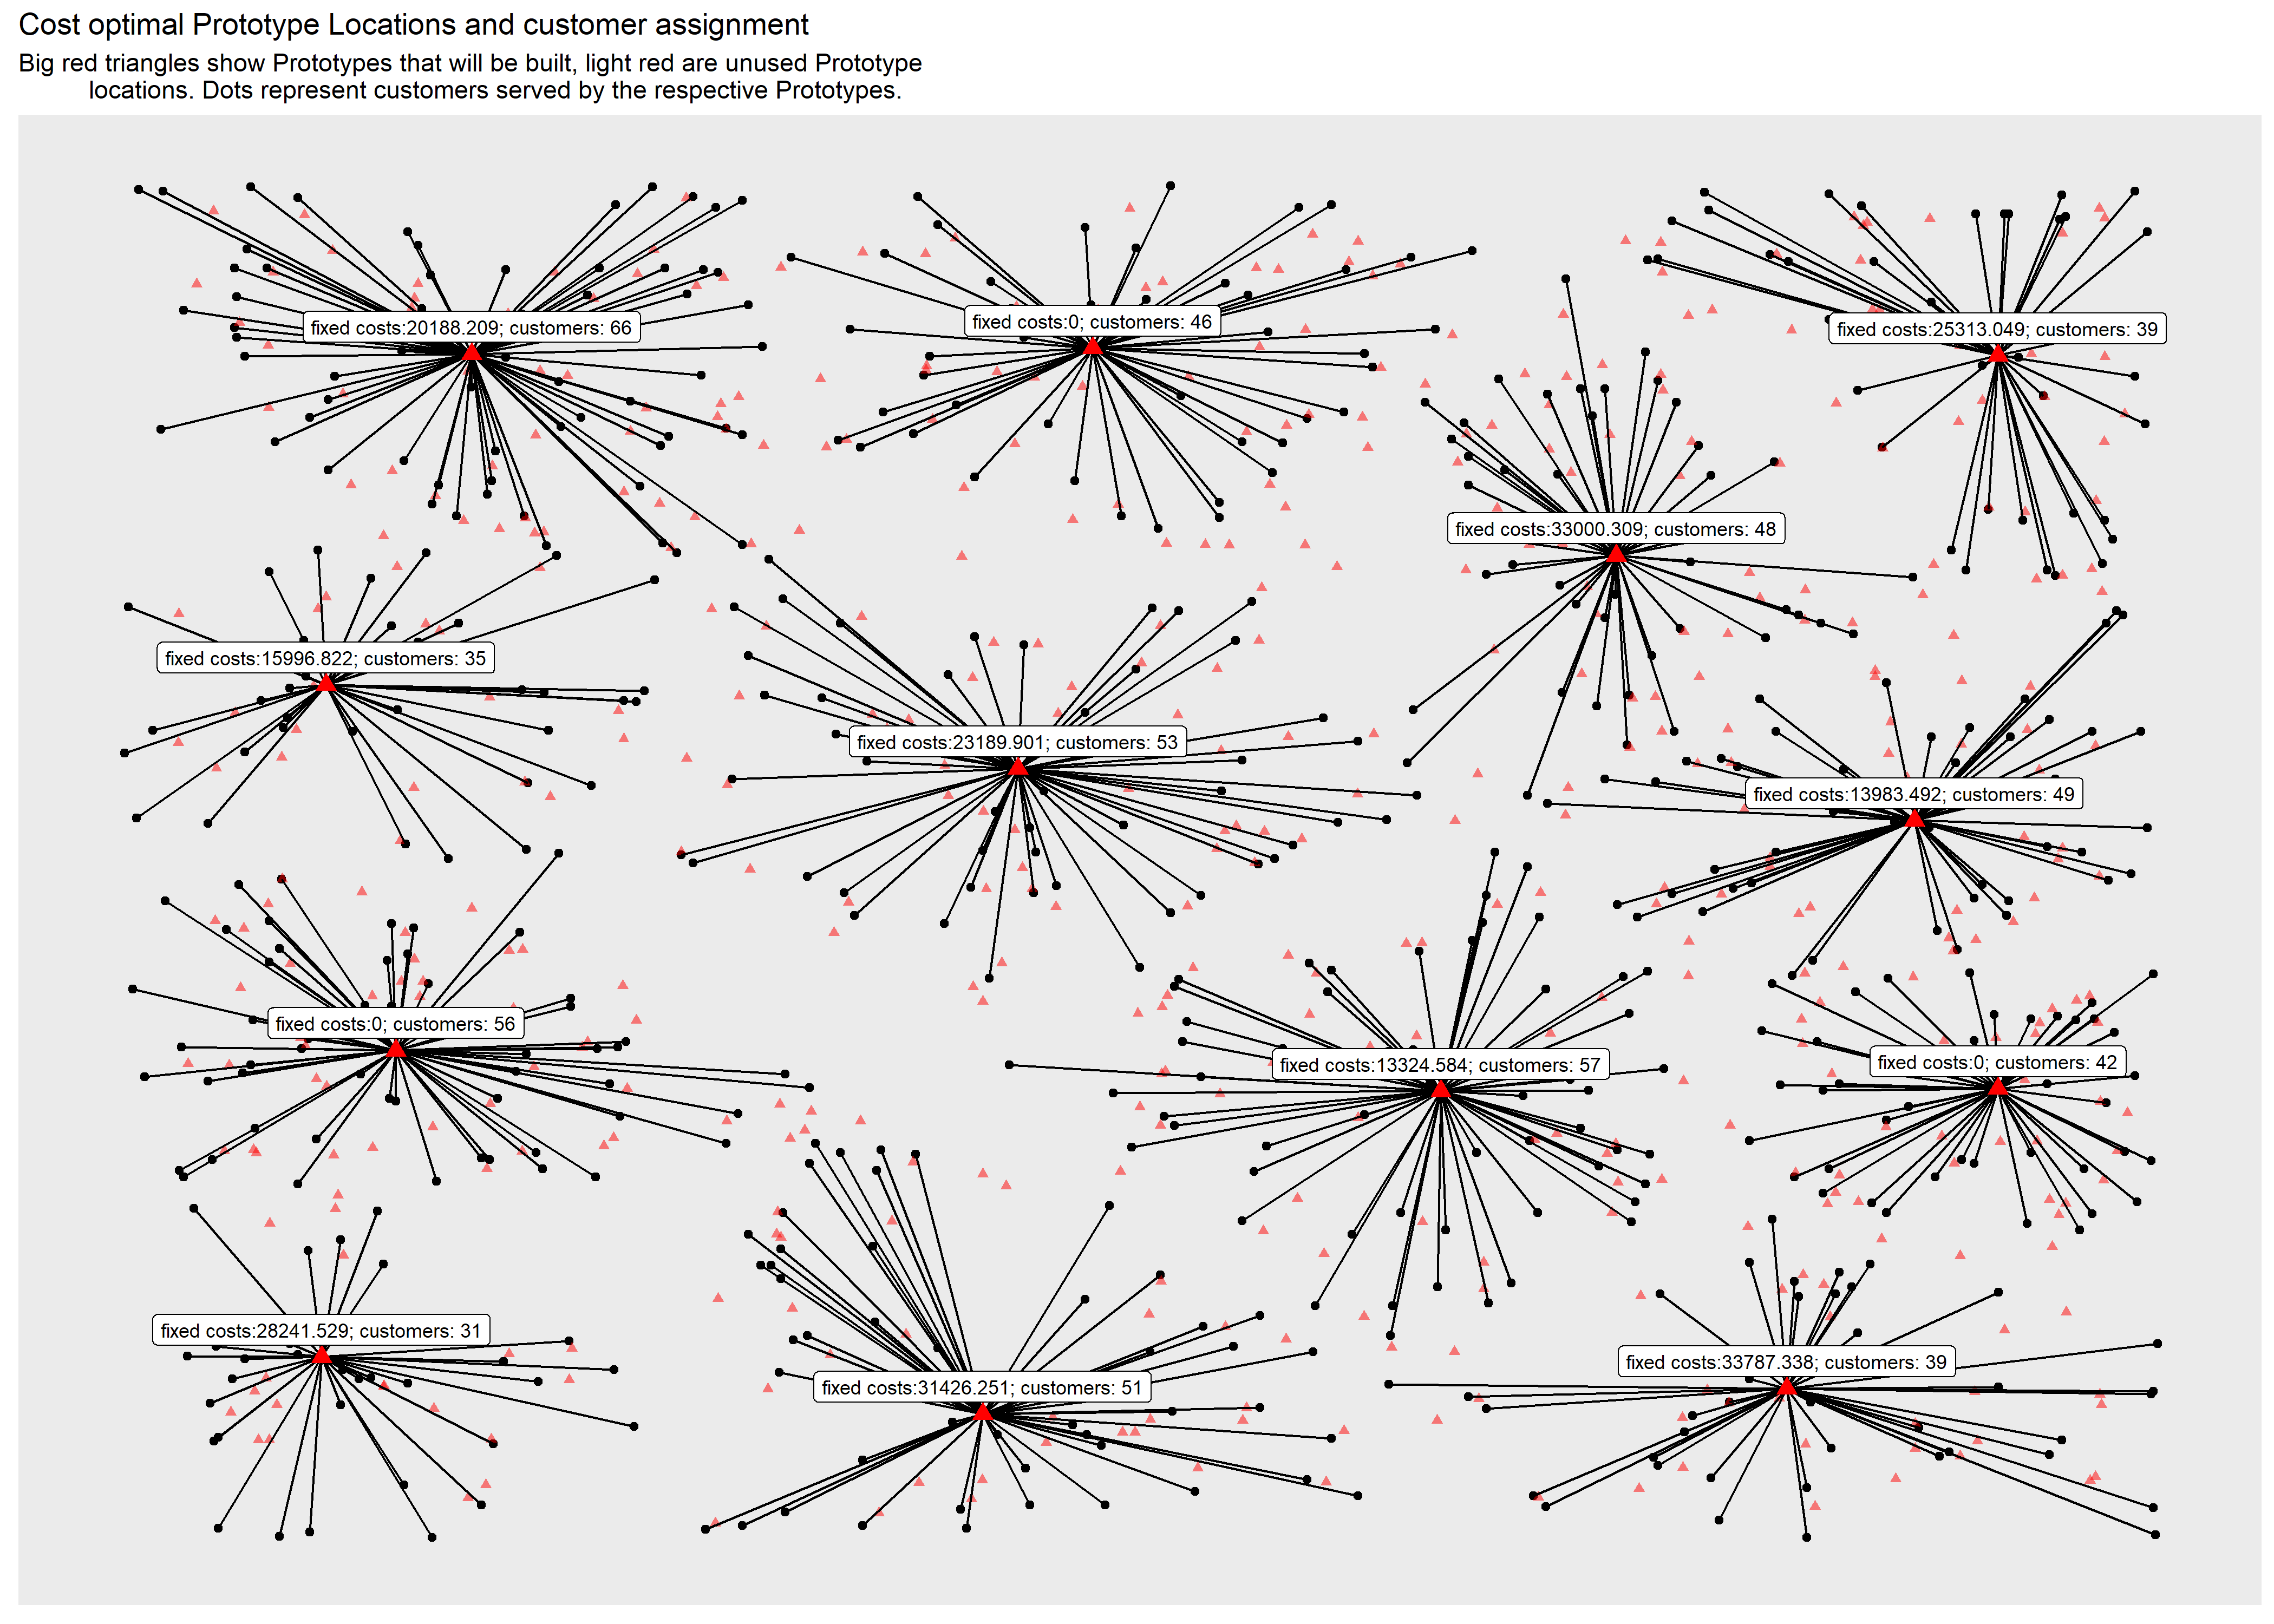 Cost optimal Prototype Locations and customer assignment
Big red triangles show Prototypes that will be built, light red are unused Prototype
locations. Dots represent customers served by the respective Prototypes.
fixed costs:20188.209; customers: 66
fixed costs:0; customers: 46
fixed costs:25313.049; customers: 39
fixed costs:33000.309; customers: 48
fixed costs:15996.822; customers: 35
fixed costs:23189.901; customers: 53
fixed costs:13983.492; customers: 49
fixed costs:0; customers: 56
fixed costs:13324.584; customers: 57
fixed costs:0; customers: 42
fixed costs:28241.529; customers: 31
fixed costs:31426.251; customers: 51
fixed costs:33787.338; customers: 39